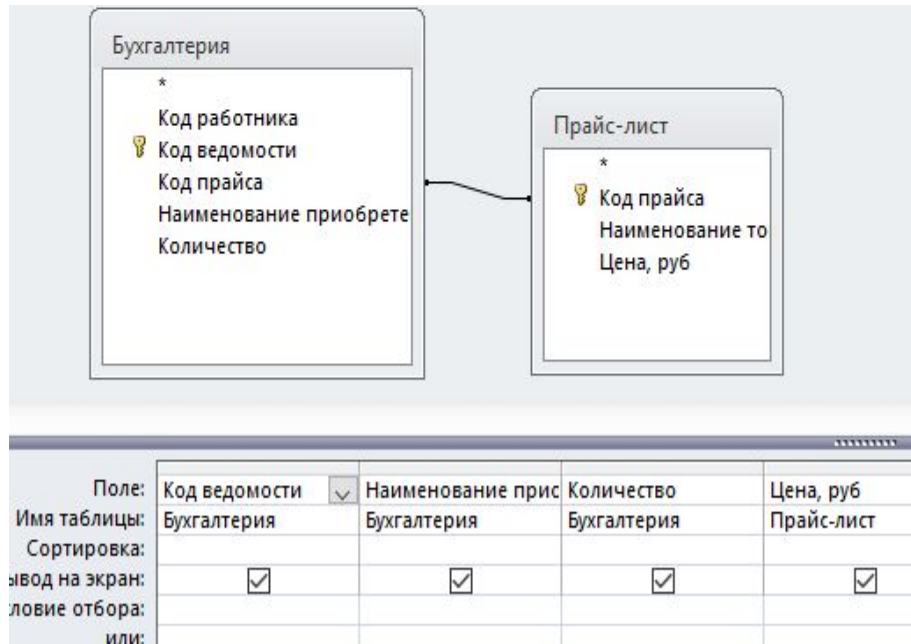 Бухгалтерия
*
Код работника
Код ведомости
Код прайса
Наименование приобрете
Количество
Прайс-лист
*
Код прайса
Наименование то
Цена, руб
Поле: Код ведомости Наименование прис Количество Цена, руб
Имя таблицы: Бухгалтерия Бухгалтерия Бухгалтерия Прайс-лист
Сортировка:
ывод на экран:
ловие отбора:
или: